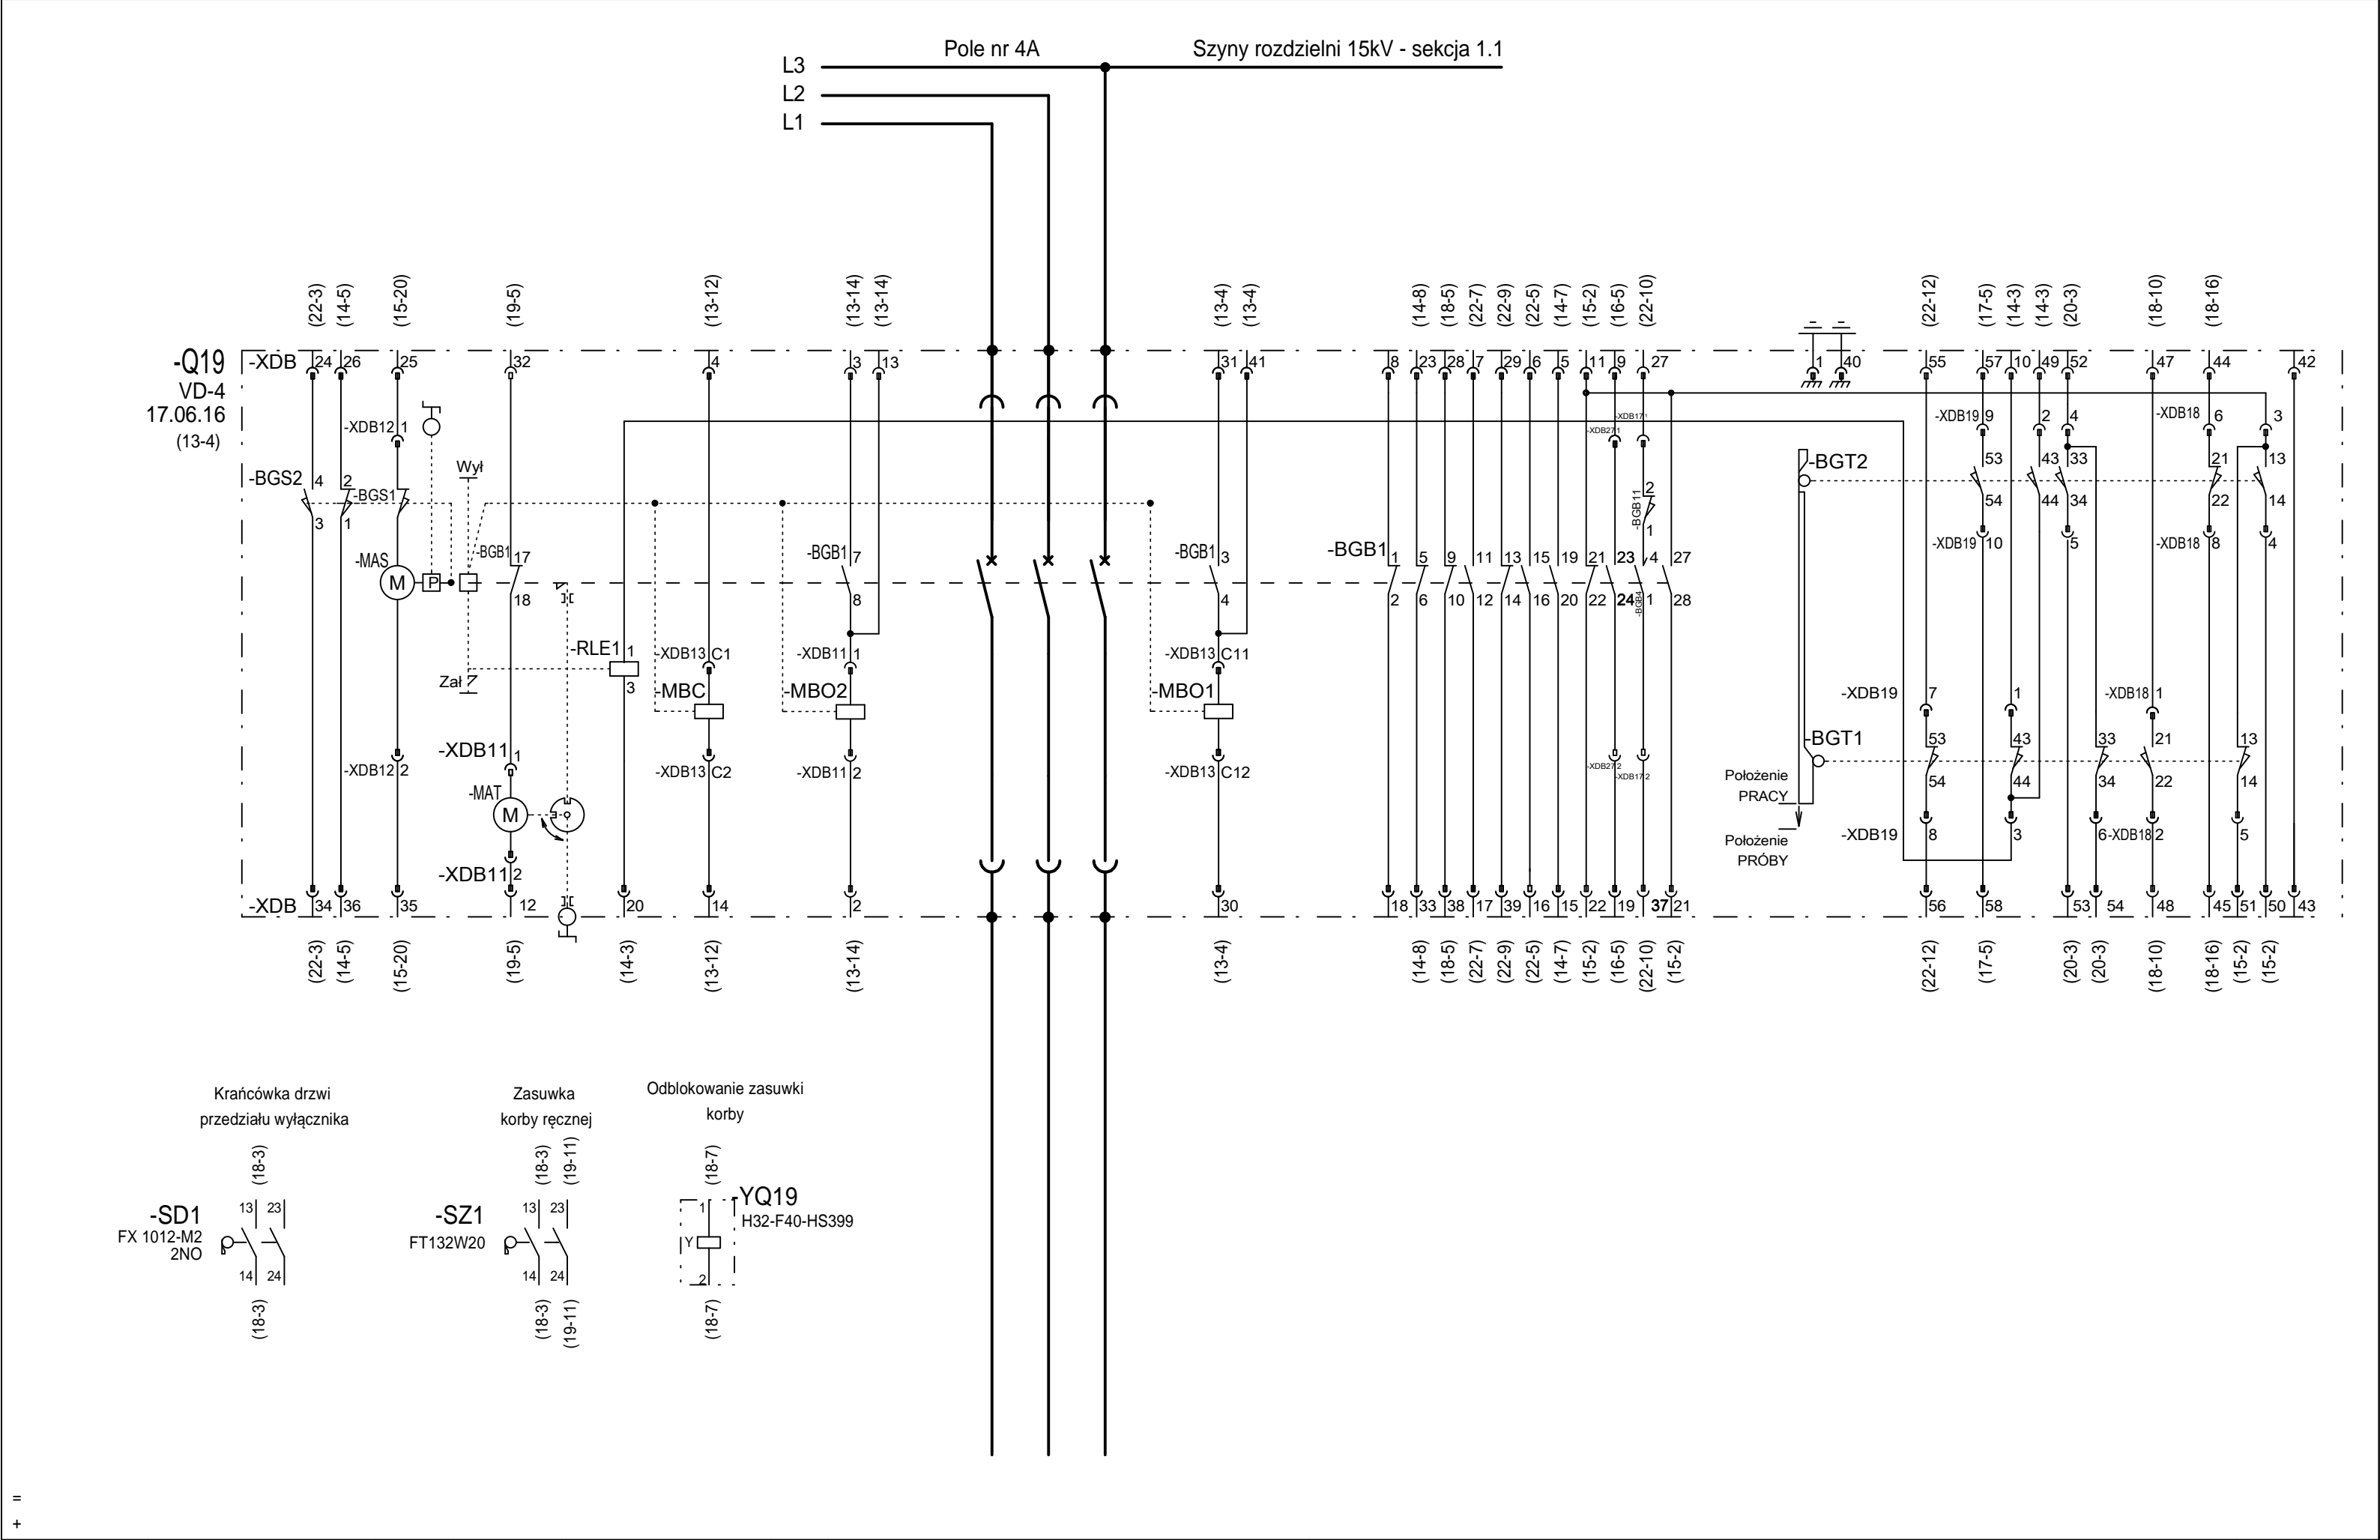 Pole nr 4A Szyny rozdzielni 15kV - sekcja 1.1
L3
L2
L1
(22-3) (14-5) (15-20) (19-5) (13-12) (13-14) (13-14) (13-4) (13-4) (14-8) (18-5) (22-7) (22-9) (22-5) (14-7) (15-2) (16-5) (22-10) (22-12) (17-5) (14-3) (14-3) (20-3) (18-10) (18-16)
-Q19 -XDB 24 26 25 32 4 3 13 31 41 8 23 28 7 29 6 5 11 9 27 1 40 55 57 10 49 52 47 44 42
VD-4
17.06.16
(13-4)
-XDB12 1 -XDB17:1 -XDB27:1 -XDB19 9 2 4 -XDB18 6 3
Wył
-BGT2 53 43 33 21 13
-BGS2 4 2 -BGS1 2
-BGB11
54 44 34 22 14
3 1 1
-XDB19 10 5 -XDB18 8 4
-MAS M P -BGB1 17 -BGB1 7 -BGB1 3 -BGB1 1 5 9 11 13 15 19 21 23 4 27
18 8 4 2 6 10 12 14 16 20 22 24 -BGB4 1 28
-RLE1 1 -XDB13 C1 -XDB11 1 -XDB13 C11
Zał 3 -MBC -MBO2 -MBO1
-XDB19 7 1 -XDB18 1
-XDB11 1 -BGT1 53 43 33 21 13
-XDB12 2 -XDB13 C2 -XDB11 2 -XDB13 C12 -XDB27:2 -XDB17:2
Położenie
PRACY
54 44 34 22 14
-MAT M
Położenie
PRÓBY
-XDB19 8 3 6 -XDB18 2 5
-XDB11 2
-XDB 34 36 35 12 20 14 2 30 18 33 38 17 39 16 15 22 19 37 21 56 58 53 54 48 45 51 50 43
(22-3) (14-5) (15-20) (19-5) (14-3) (13-12) (13-14) (13-4) (14-8) (18-5) (22-7) (22-9) (22-5) (14-7) (15-2) (16-5) (22-10) (15-2) (22-12) (17-5) (20-3) (20-3) (18-10) (18-16) (15-2) (15-2)
Krańcówka drzwi
przedziału wyłącznika
(18-3)
-SD1
FX 1012-M2
2NO
13 23
14 24
(18-3)
Zasuwka
korby ręcznej
(18-3) (19-11)
-SZ1
FT132W20
13 23
14 24
(18-3) (19-11)
Odblokowanie zasuwki
korby
(18-7)
-YQ19
H32-F40-HS399
1
Y
2
(18-7)
=
+